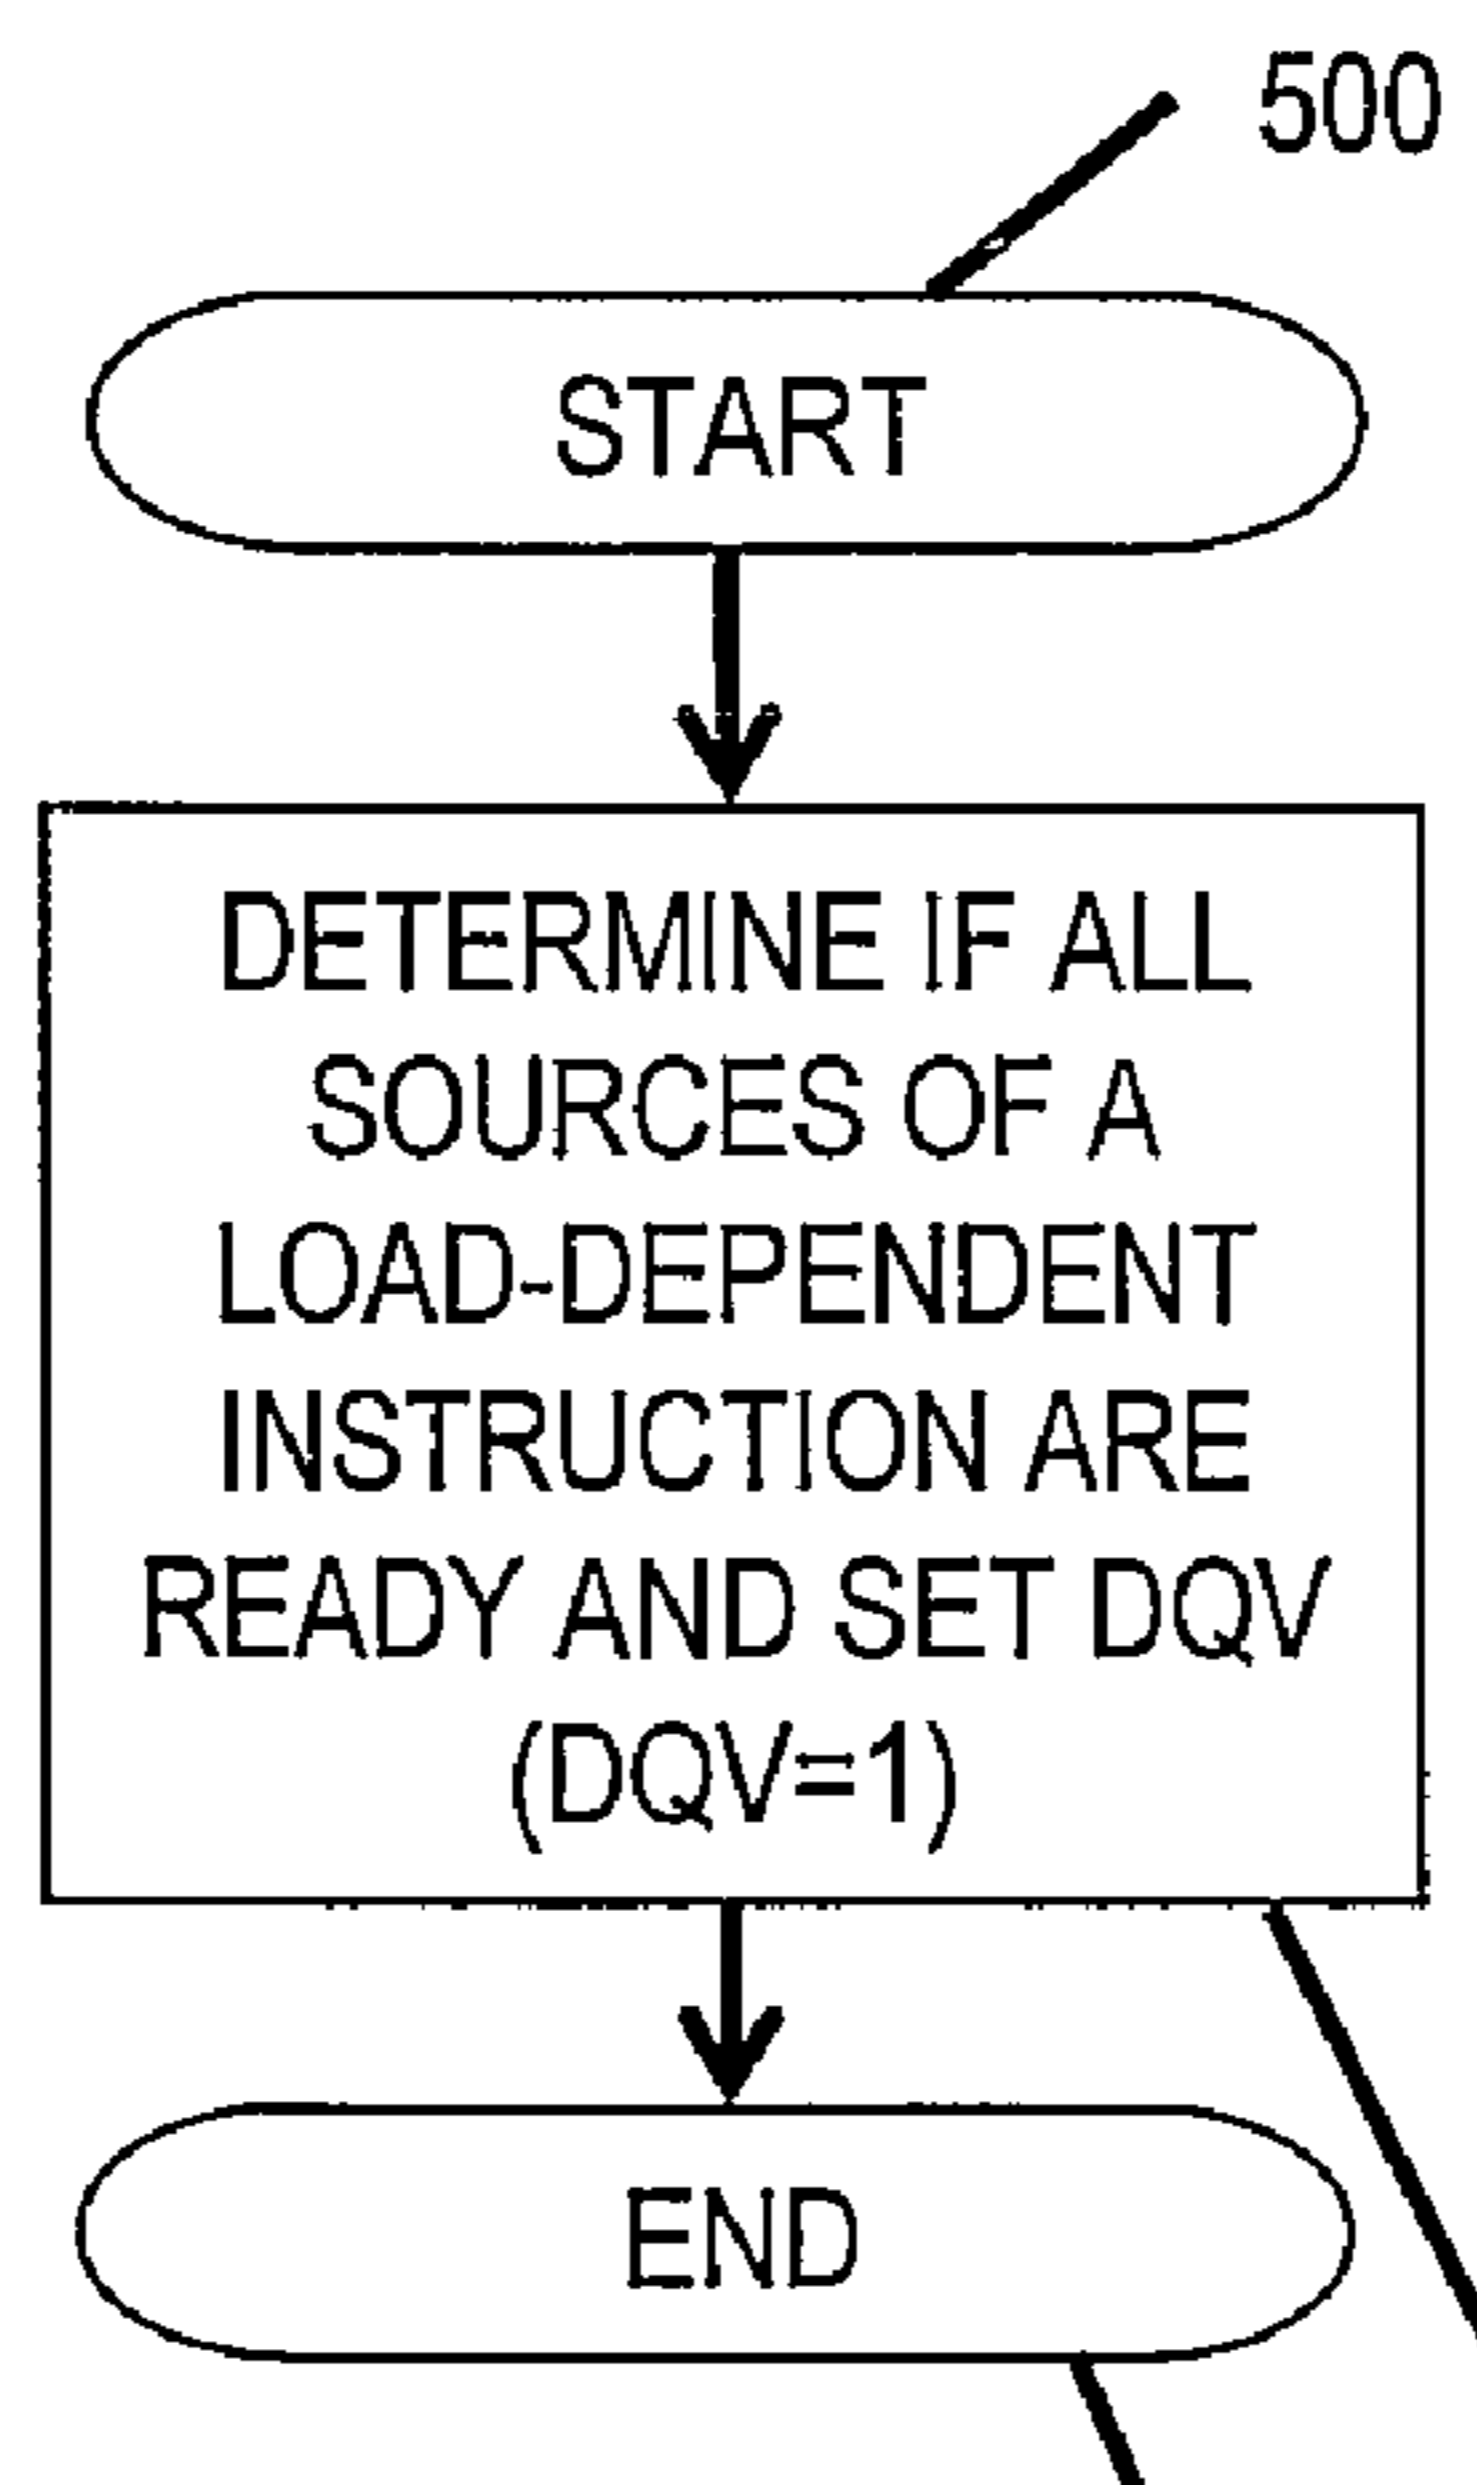 500
START
DETERMINE IF ALL
SOURCES OF A
LOAD-DEPENDENT
INSTRUCTION ARE
READY AND SET DQV
(DQV=1)
END